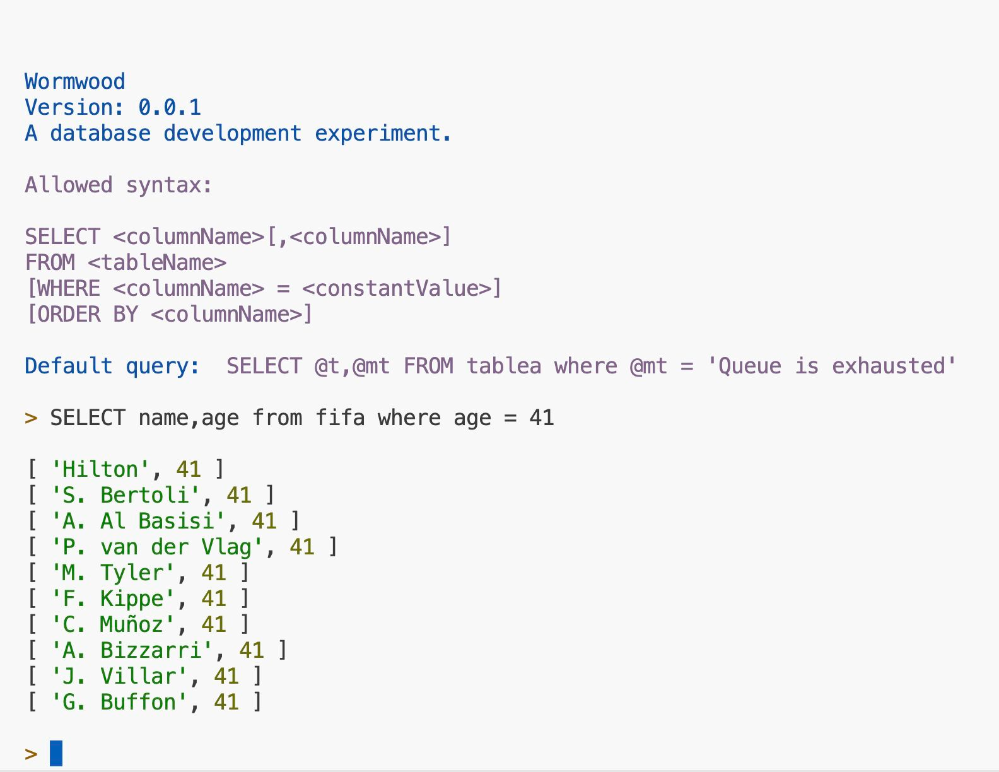 Wormwood
Version: 0.0.1
A database development experiment.
Allowed syntax:
SELECT <columnName>[,<columnName>]
FROM <tableName>
[WHERE <columnName> = <constantValue>]
[ORDER BY <columnName>]
Default query:  SELECT @t,@mt FROM tablea where @mt = 'Queue is exhausted'
> SELECT name,age from fifa where age = 41
[ 'Hilton', 41 ]
[ 'S. Bertoli', 41 ]
[ 'A. Al Basisi', 41 ]
[ 'P. van der Vlag', 41 ]
[ 'M. Tyler', 41 ]
[ 'F. Kippe', 41 ]
[ 'C. Muñoz', 41 ]
[ 'A. Bizzarri', 41 ]
[ 'J. Villar', 41 ]
[ 'G. Buffon', 41 ]
>